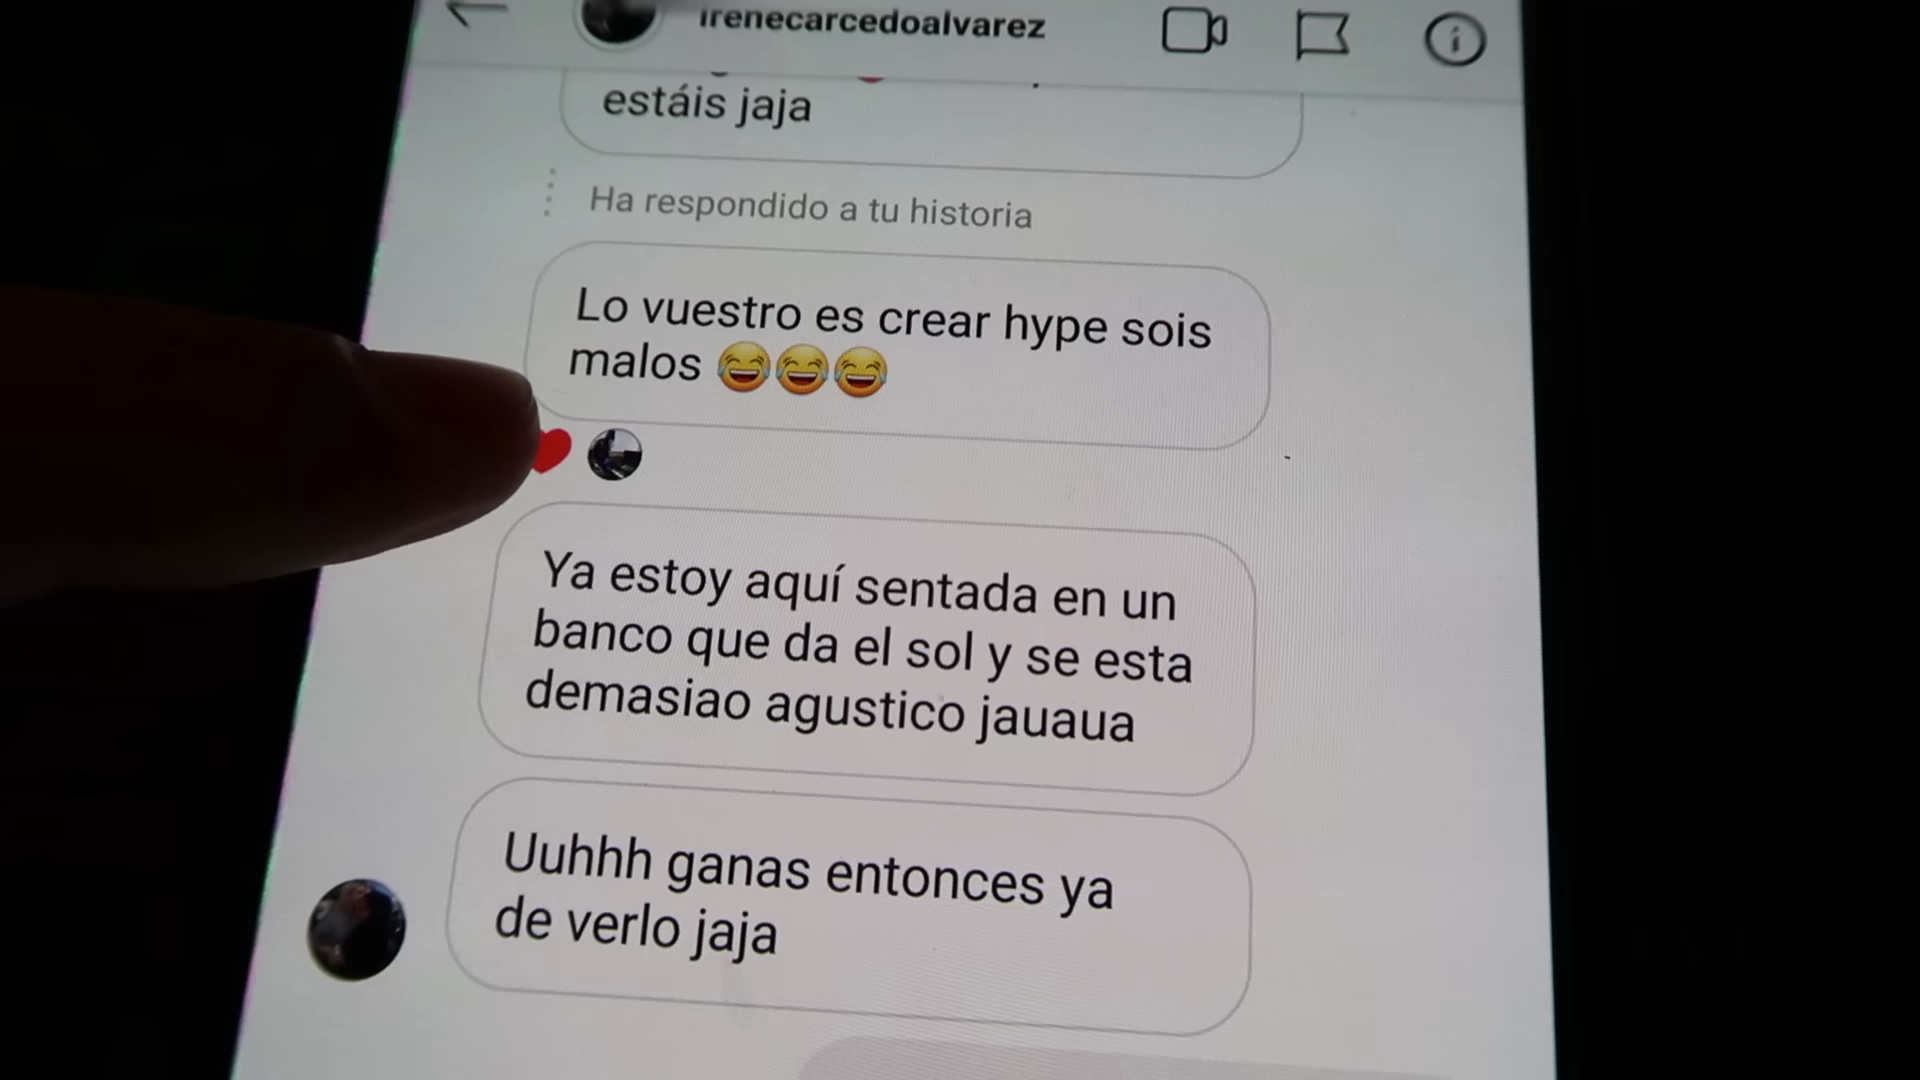 irenecarcedoalvarez
estáis jaja
Ha respondido a tu historia
Lo vuestro es crear hype sois
malos 😂😂😂
Ya estoy aquí sentada en un
banco que da el sol y se esta
demasiao agustico jauaua
Uuhhh ganas entonces ya
de verlo jaja